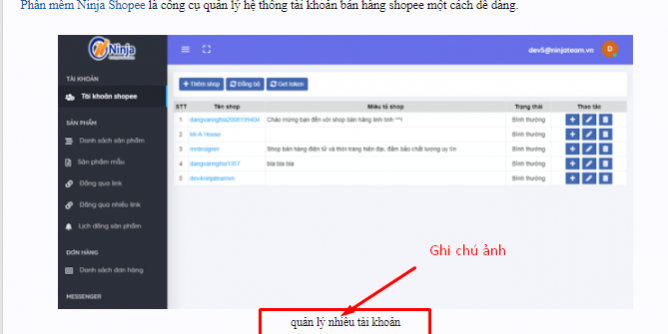 Phần mềm Ninja Shopee là công cụ quản lý hệ thống tài khoản bán hàng shopee một cách dễ dàng.
Ninja
dev5@ninjateam.vn D
TÀI KHOẢN
Tài khoản shopee
SẢN PHẨM
Danh sách sản phẩm
Sản phẩm mẫu
Đăng qua link
Đăng qua nhiều link
Lịch đăng sản phẩm
ĐƠN HÀNG
Danh sách đơn hàng
MESSENGER
+ Thêm shop Đồng bộ Get token
STT Tên shop Miêu tả shop Trạng thái Thao tác
1 Chào mừng bạn đến với shop bán hàng linh tinh ^^! Bình thường
2 Mi-A House Bình thường
3 mrdesigner Shop bán hàng điện tử và thời trang hiện đại, đảm bảo chất lượng uy tín Bình thường
4 dangvannghia1357 bla bla bla Bình thường
5 Bình thường
Ghi chú ảnh
quản lý nhiều tài khoản